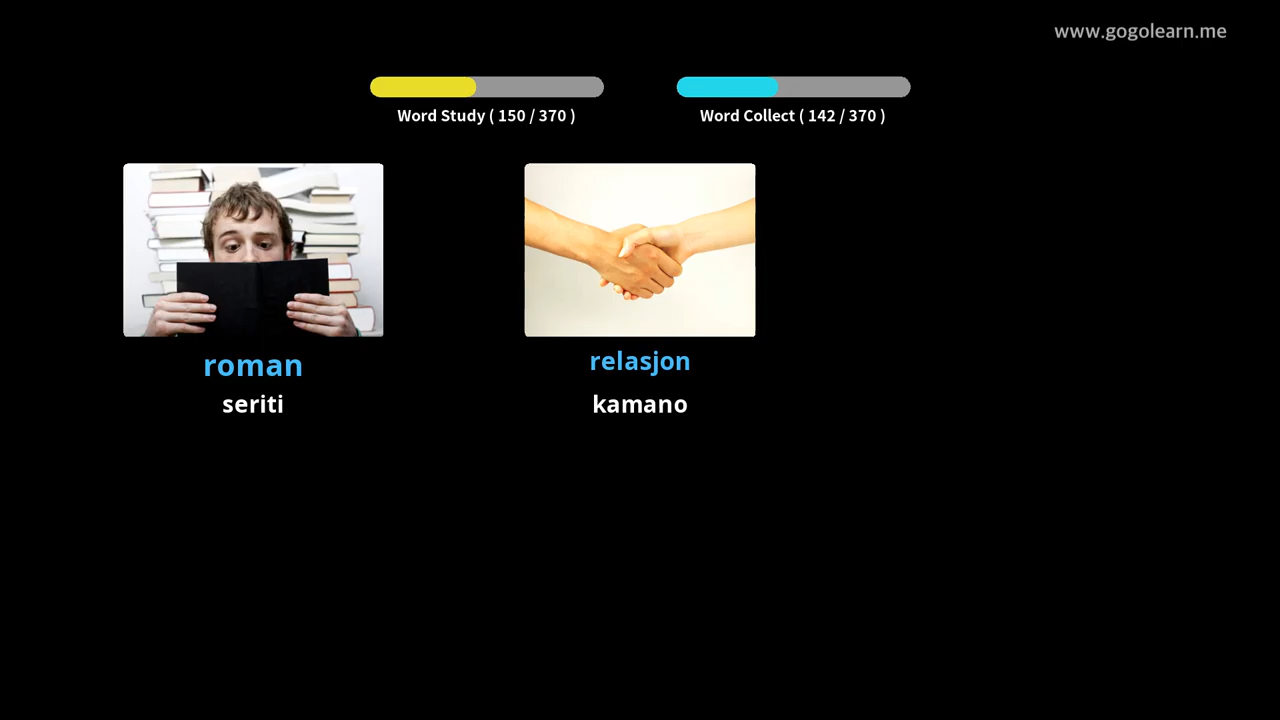 www.gogolearn.me
Word Study ( 150 / 370 )
Word Collect ( 142 / 370 )
roman
seriti
relasjon
kamano